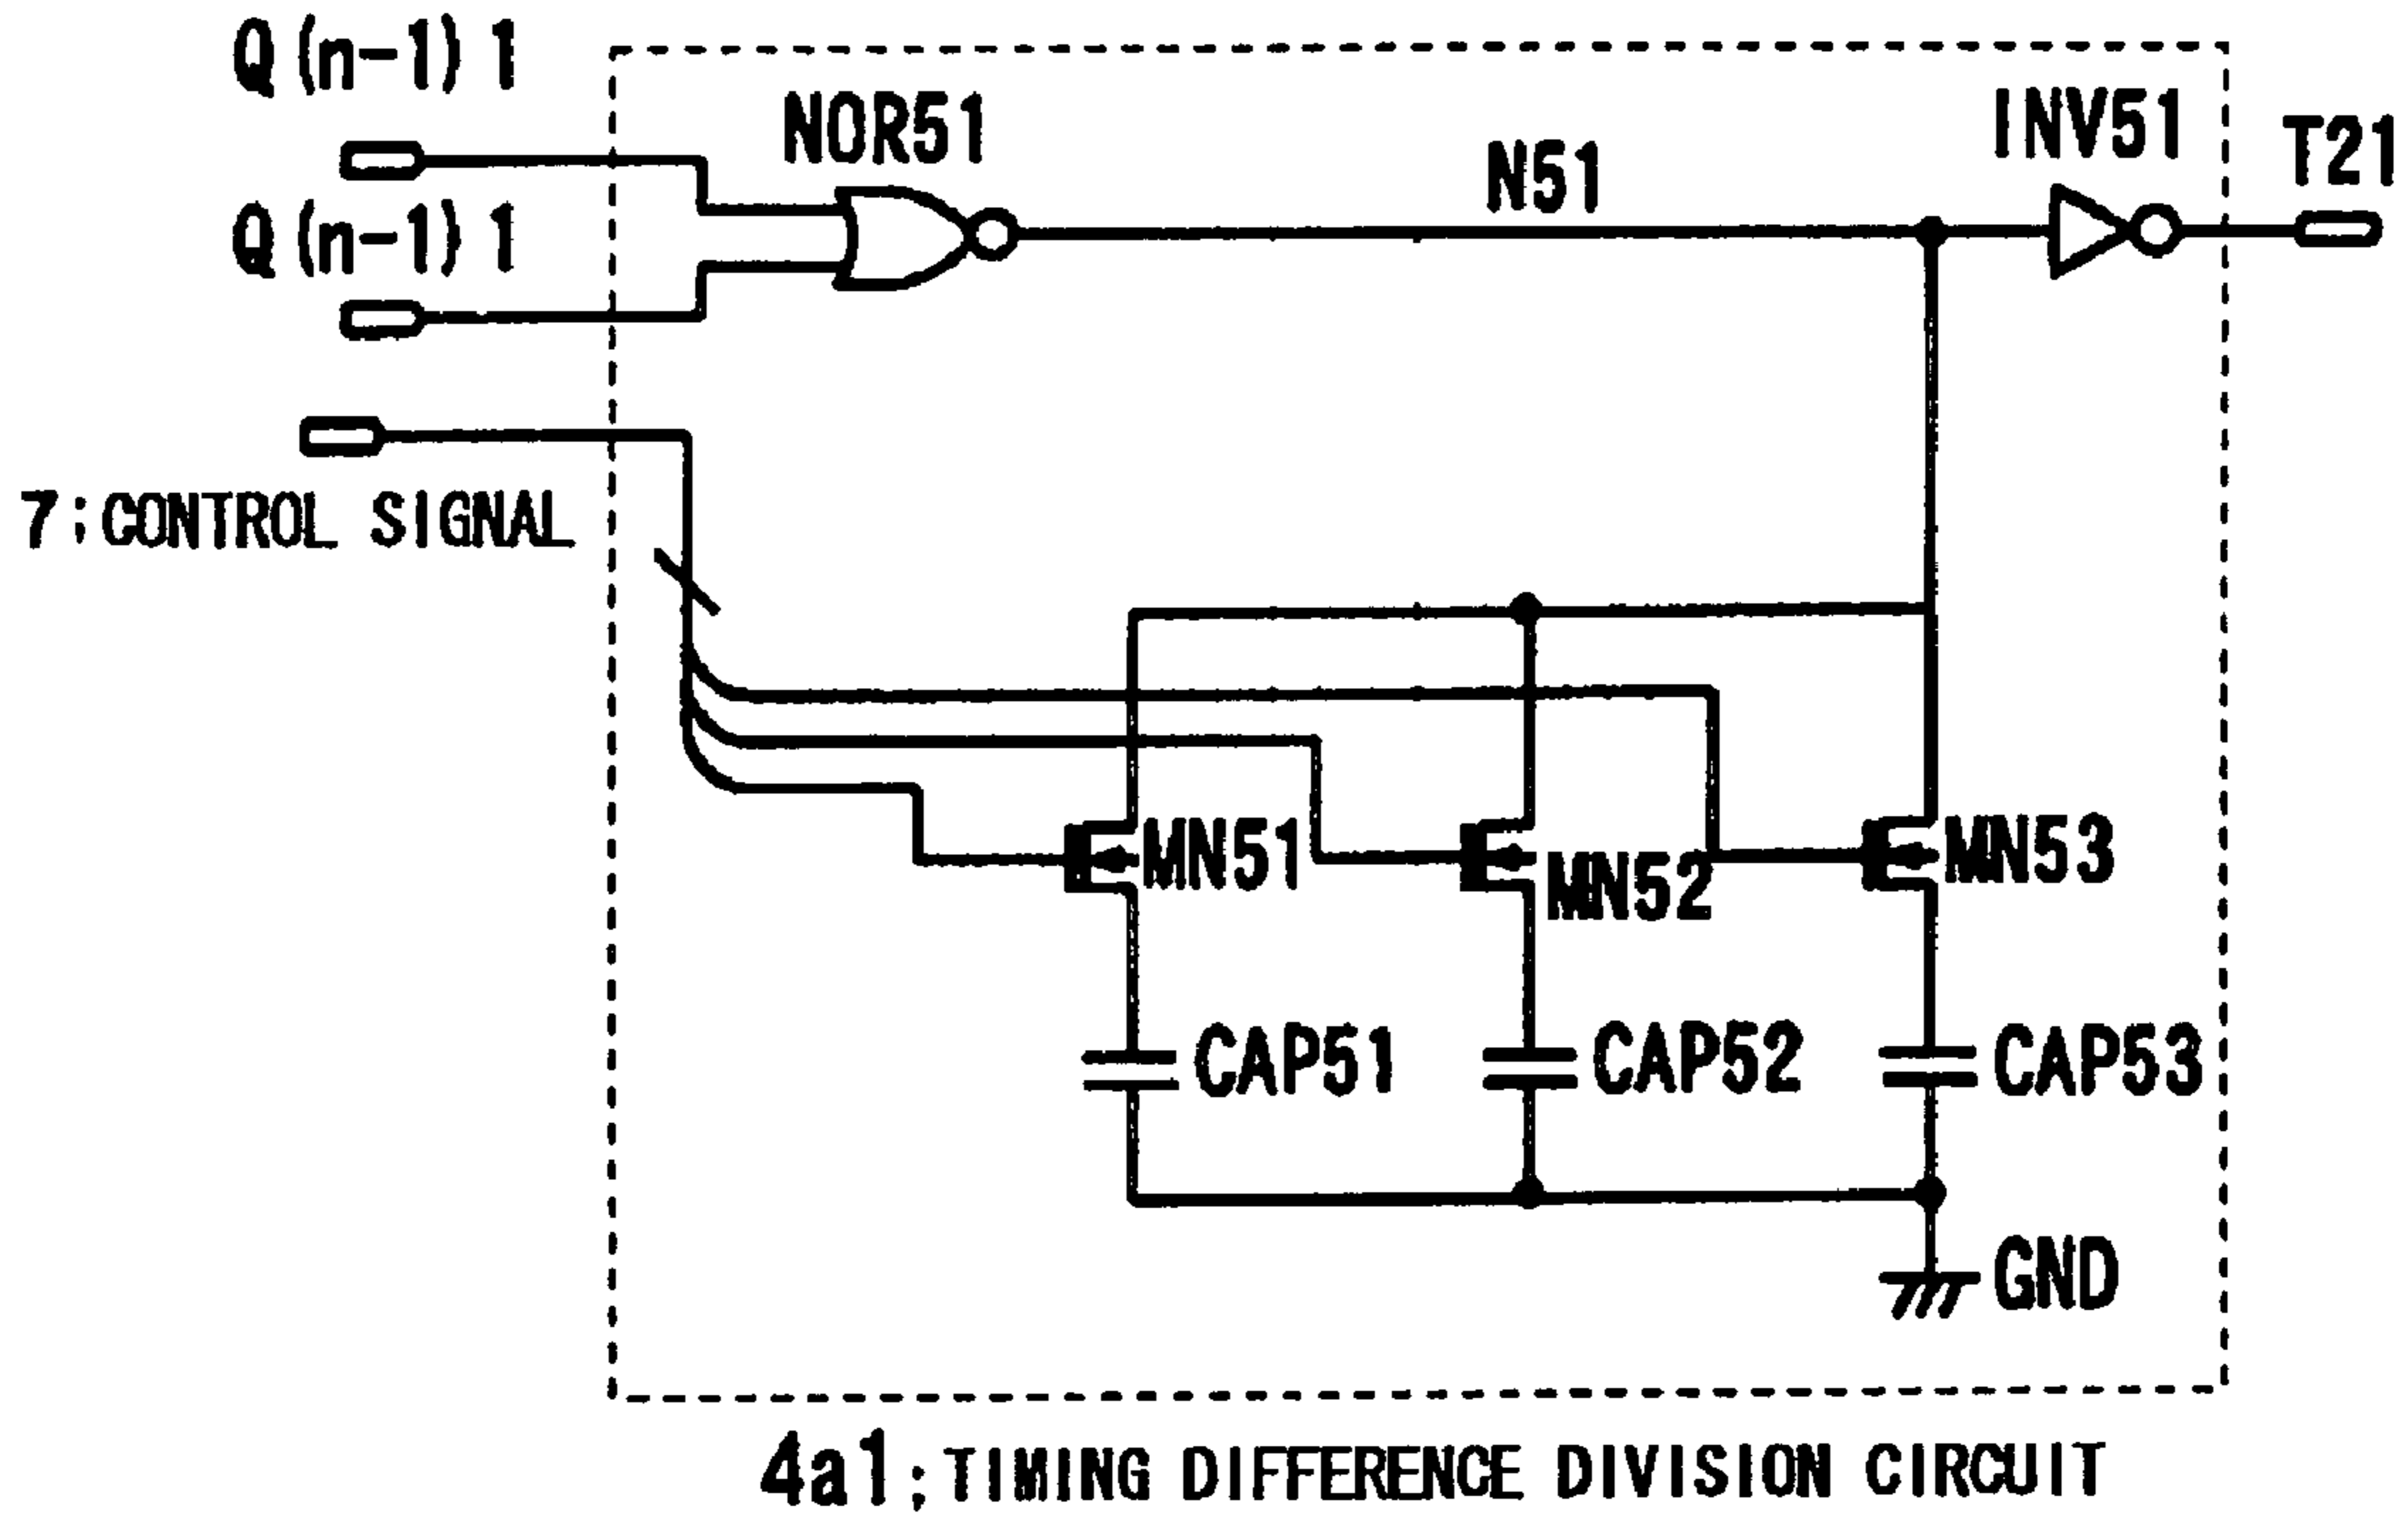 Q(n-1)1
NOR51
INV51
T21
N51
Q(n-1)1
7;CONTROL SIGNAL
MN51
MN52
MN53
CAP51
CAP52
CAP53
GND
4a1;TIMING DIFFERENCE DIVISION CIRCUIT